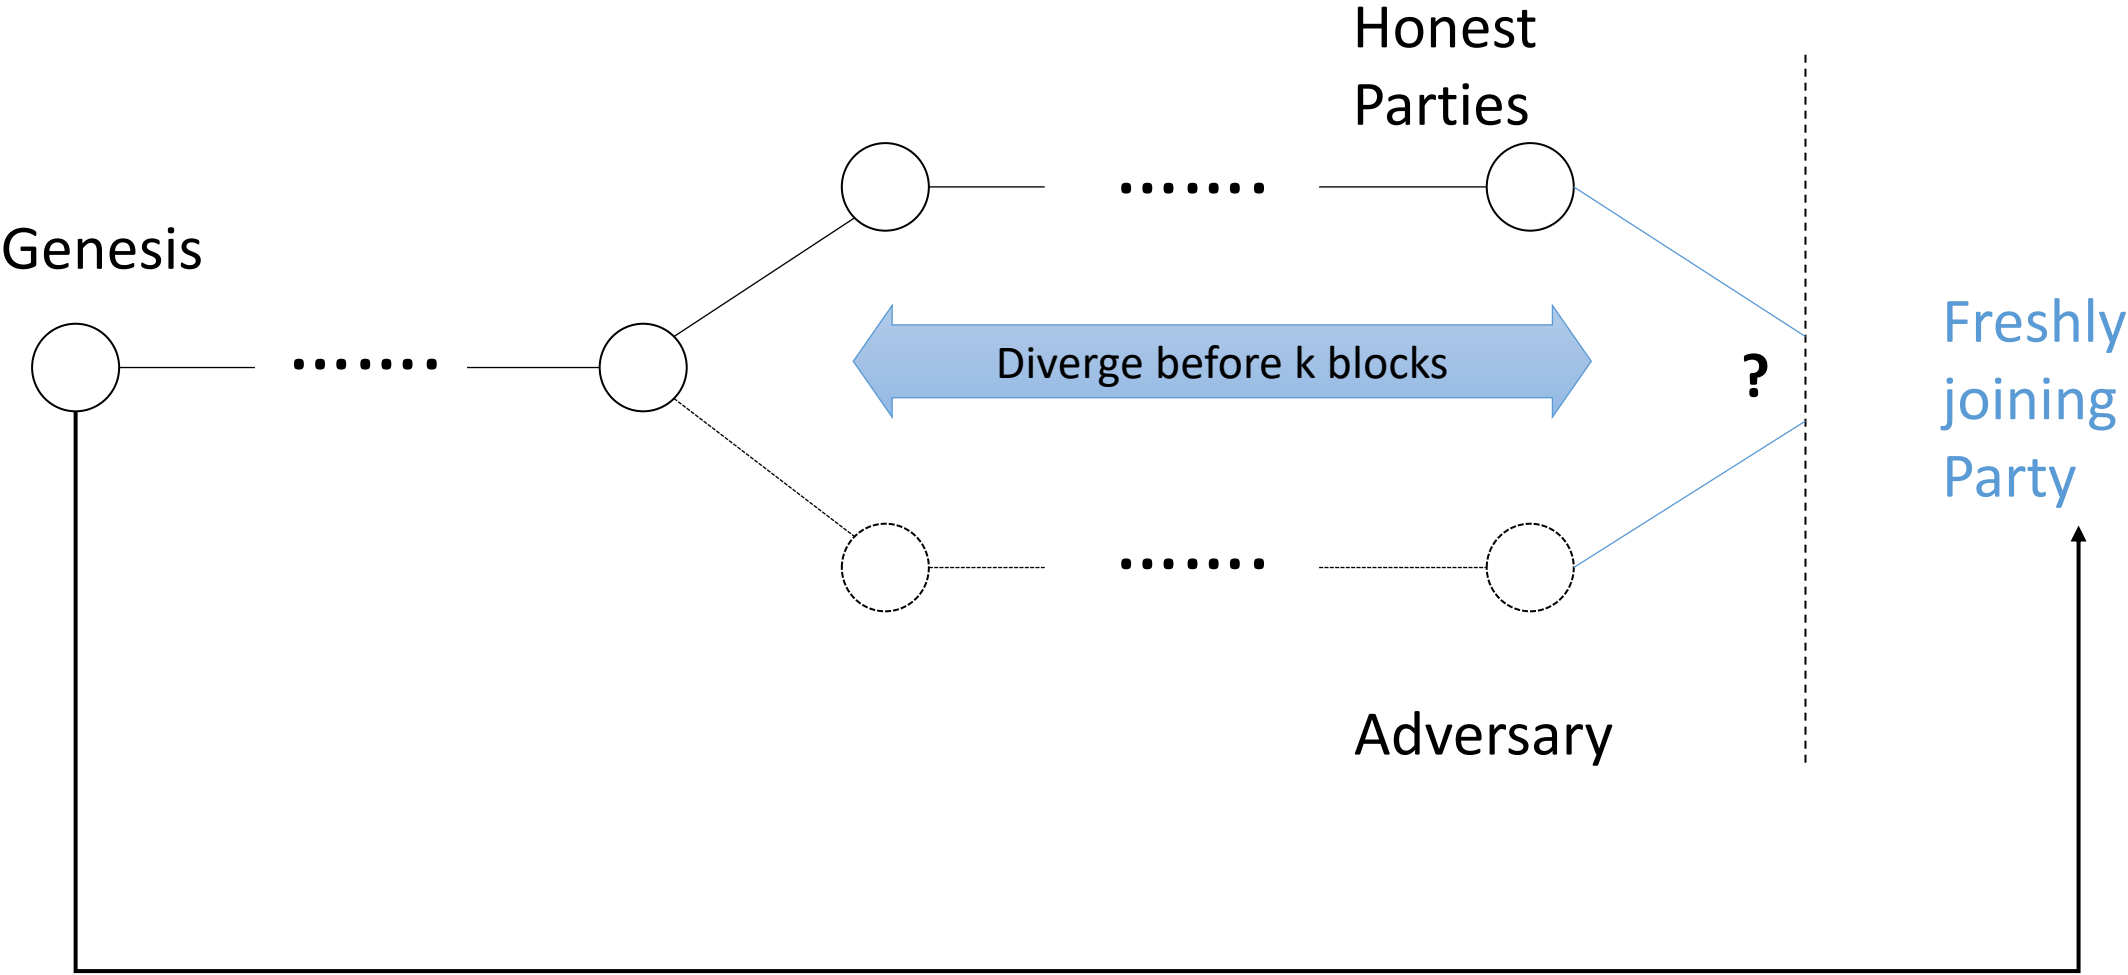 Honest
Parties
Genesis
Diverge before k blocks
?
Freshly
joining
Party
Adversary